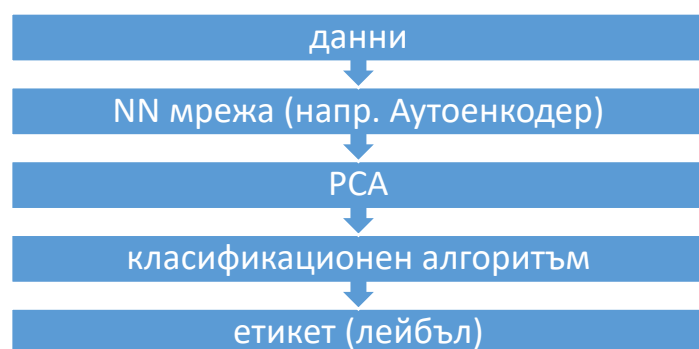 данни
NN мрежа (напр. Аутоенкодер)
PCA
класификационен алгоритъм
етикет (лейбъл)